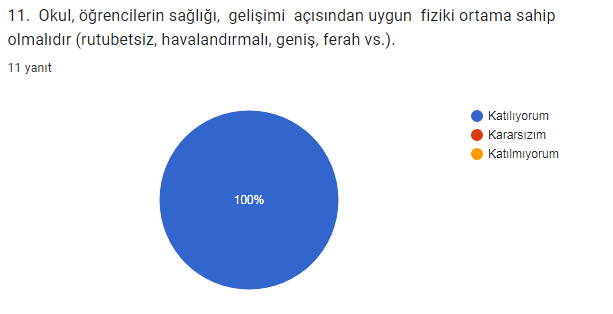 11. Okul, öğrencilerin sağlığı, gelişimi açısından uygun fiziki ortama sahip
olmalıdır (rutubetsiz, havalandırmalı, geniş, ferah vs.).
11 yanıt
Katılıyorum
Kararsızım
Katılmıyorum
100%